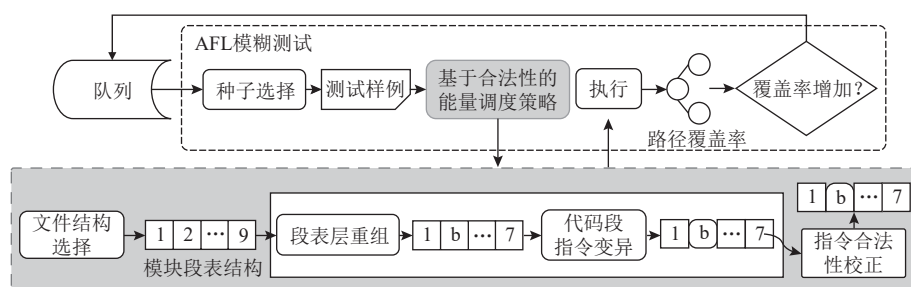 AFL模糊测试
队列
种子选择
测试样例
基于合法性的
能量调度策略
执行
路径覆盖率
覆盖率增加?
文件结构
选择
1 2 … 9
模块段表结构
段表层重组
1 b … 7
代码段
指令变异
1 b … 7
1 b … 7
指令合法
性校正